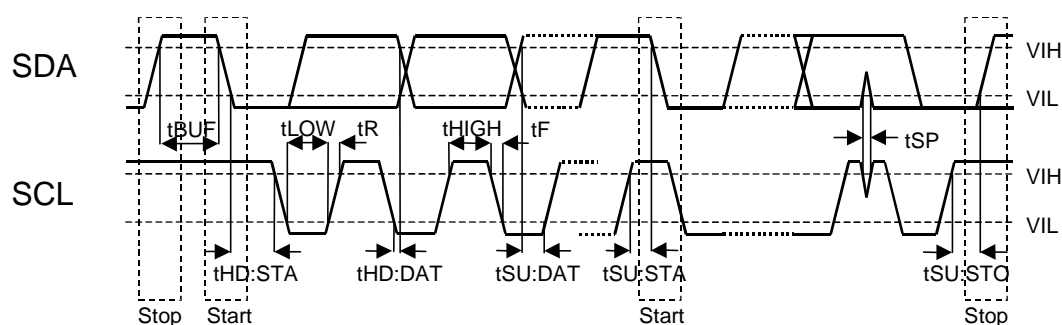 VIH
SDA
VIL
tBUF tLOW tR tHIGH tF tSP
VIH
SCL
VIL
tHD:STA tHD:DAT tSU:DAT tSU:STA tSU:STO
Stop Start Start Stop